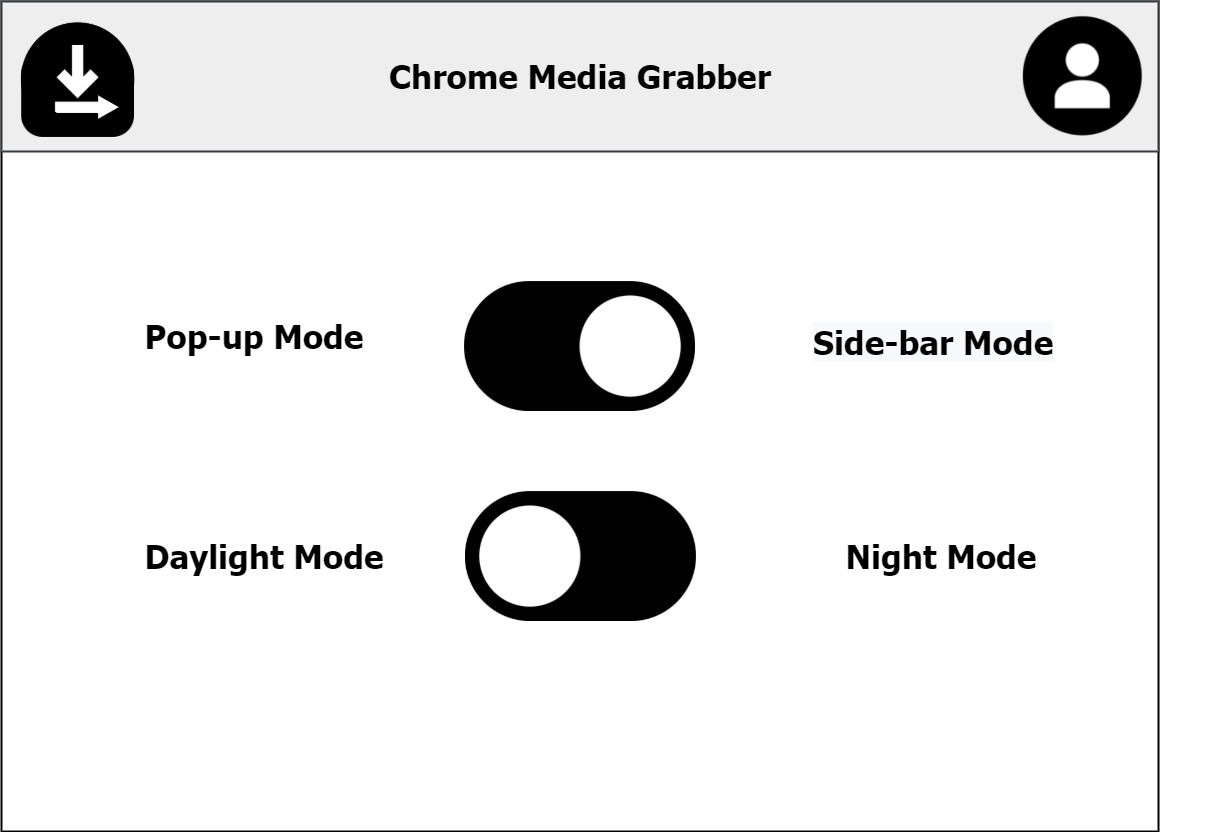 Chrome Media Grabber
Pop-up Mode
Side-bar Mode
Daylight Mode
Night Mode